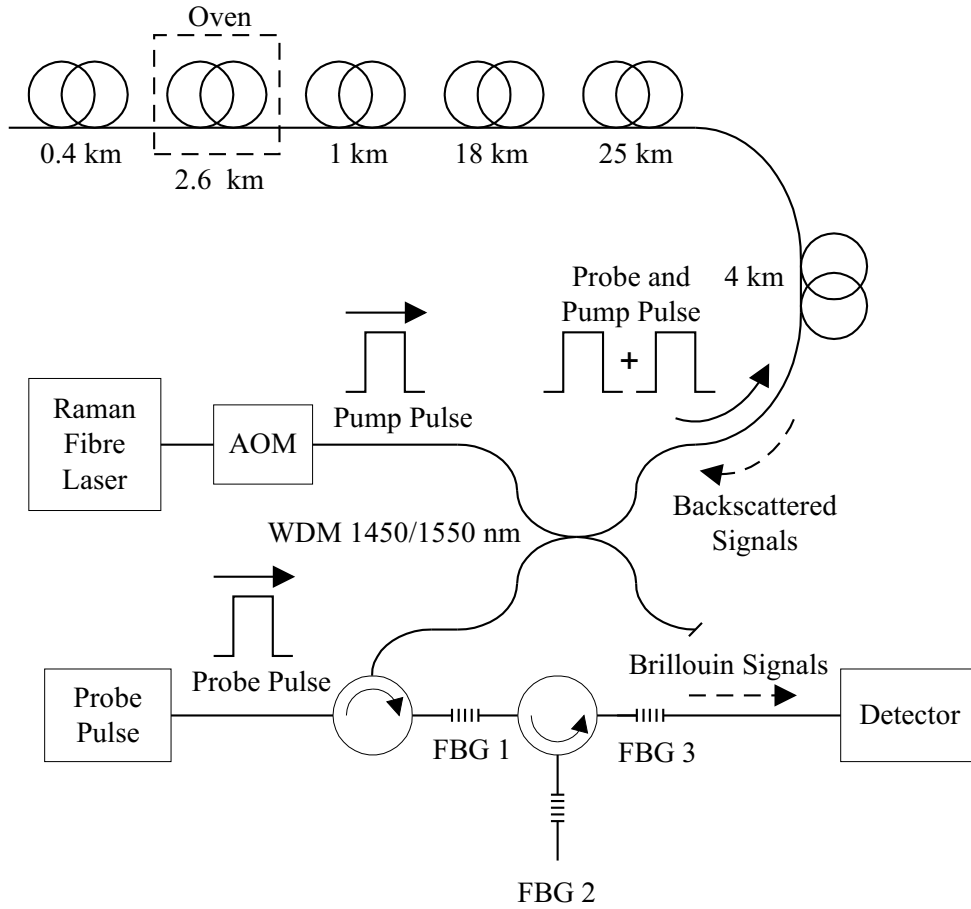 Oven
0.4 km
2.6 km
1 km
18 km
25 km
4 km
Probe and
Pump Pulse
+
Pump Pulse
Raman
Fibre
Laser
AOM
WDM 1450/1550 nm
Backscattered
Signals
Probe Pulse
Brillouin Signals
Probe
Pulse
FBG 1
FBG 3
Detector
FBG 2